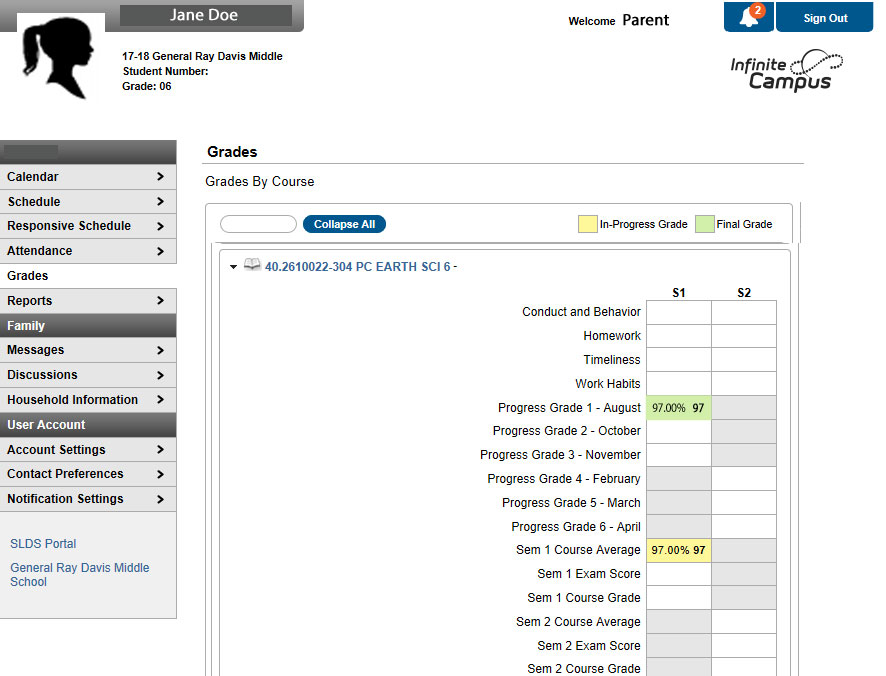 Jane Doe
Welcome Parent
2
Sign Out
17-18 General Ray Davis Middle
Student Number:
Grade: 06
Infinite
Campus
Calendar
Schedule
Responsive Schedule
Attendance
Grades
Reports
Family
Messages
Discussions
Household Information
User Account
Account Settings
Contact Preferences
Notification Settings
SLDS Portal
General Ray Davis Middle
School
Grades
Grades By Course
Collapse All
In-Progress Grade Final Grade
40.2610022-304 PC EARTH SCI 6 -
S1 S2
Conduct and Behavior
Homework
Timeliness
Work Habits
Progress Grade 1 - August 97.00% 97
Progress Grade 2 - October
Progress Grade 3 - November
Progress Grade 4 - February
Progress Grade 5 - March
Progress Grade 6 - April
Sem 1 Course Average 97.00% 97
Sem 1 Exam Score
Sem 1 Course Grade
Sem 2 Course Average
Sem 2 Exam Score
Sem 2 Course Grade